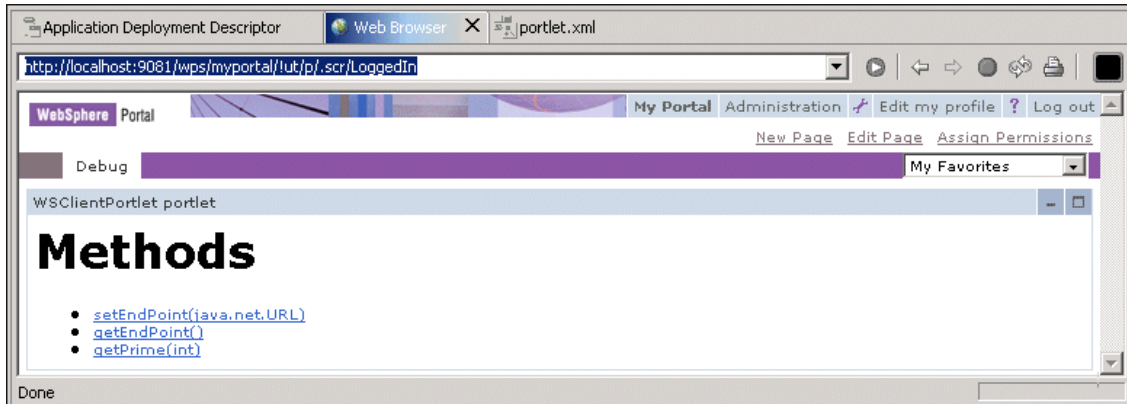 Application Deployment Descriptor Web Browser portlet.xml
http://localhost:9081/wps/myportal/!ut/p/.scr/LoggedIn
WebSphere Portal My Portal Administration Edit my profile ? Log out
New Page Edit Page Assign Permissions
Debug My Favorites
WSClientPortlet portlet
Methods
setEndPoint(java.net.URL)
getEndPoint()
getPrime(int)
Done